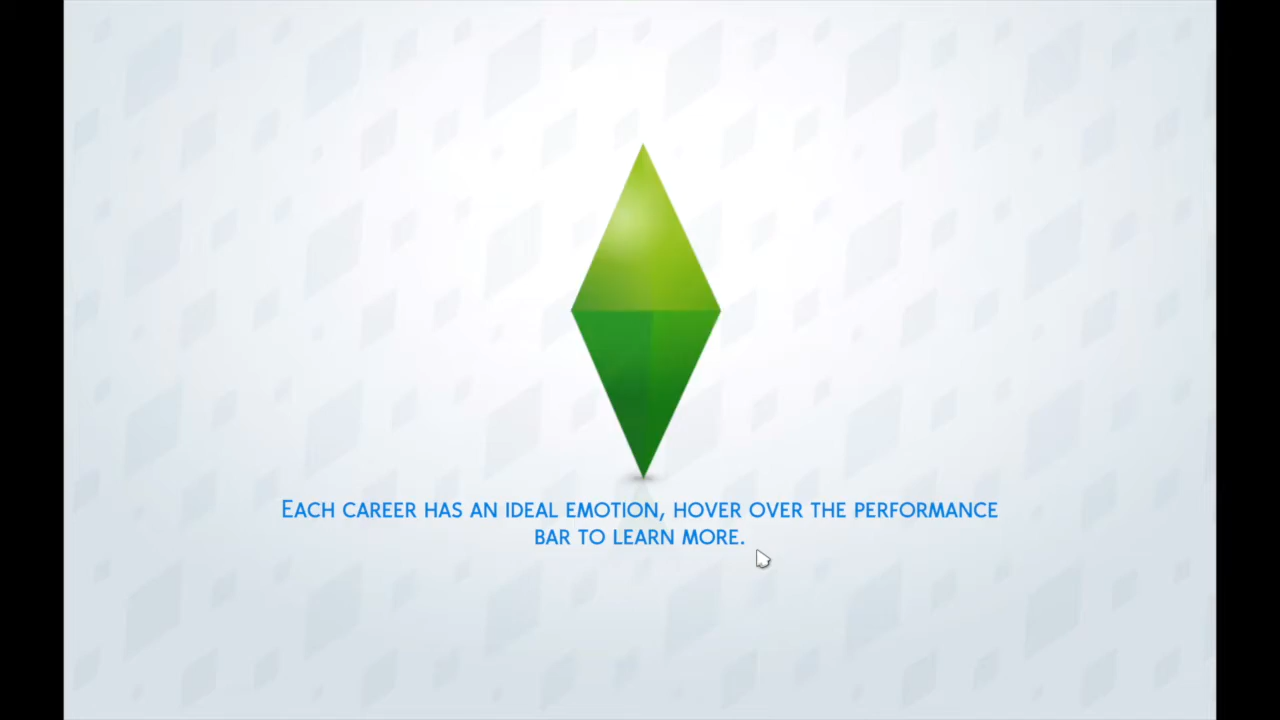 Each career has an ideal emotion, hover over the performance
bar to learn more.